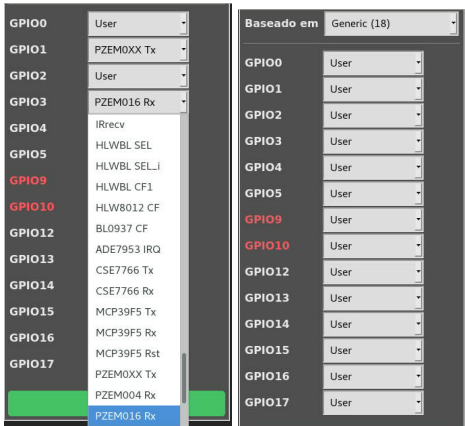 GPIO0 User
GPIO1 PZEM0XX Tx
GPIO2 User
GPIO3 PZEM016 Rx
GPIO4
GPIO5
GPIO9
GPIO10
GPIO12
GPIO13
GPIO14
GPIO15
GPIO16
GPIO17
IRrecv
HLWBL SEL
HLWBL SEL_i
HLWBL CF1
HLW8012 CF
BL0937 CF
ADE7953 IRQ
CSE7766 Tx
CSE7766 Rx
MCP39F5 Tx
MCP39F5 Rx
MCP39F5 Rst
PZEM0XX Tx
PZEM004 Rx
PZEM016 Rx
Baseado em Generic (18)
GPIO0 User
GPIO1 User
GPIO2 User
GPIO3 User
GPIO4 User
GPIO5 User
GPIO9 User
GPIO10 User
GPIO12 User
GPIO13 User
GPIO14 User
GPIO15 User
GPIO16 User
GPIO17 User